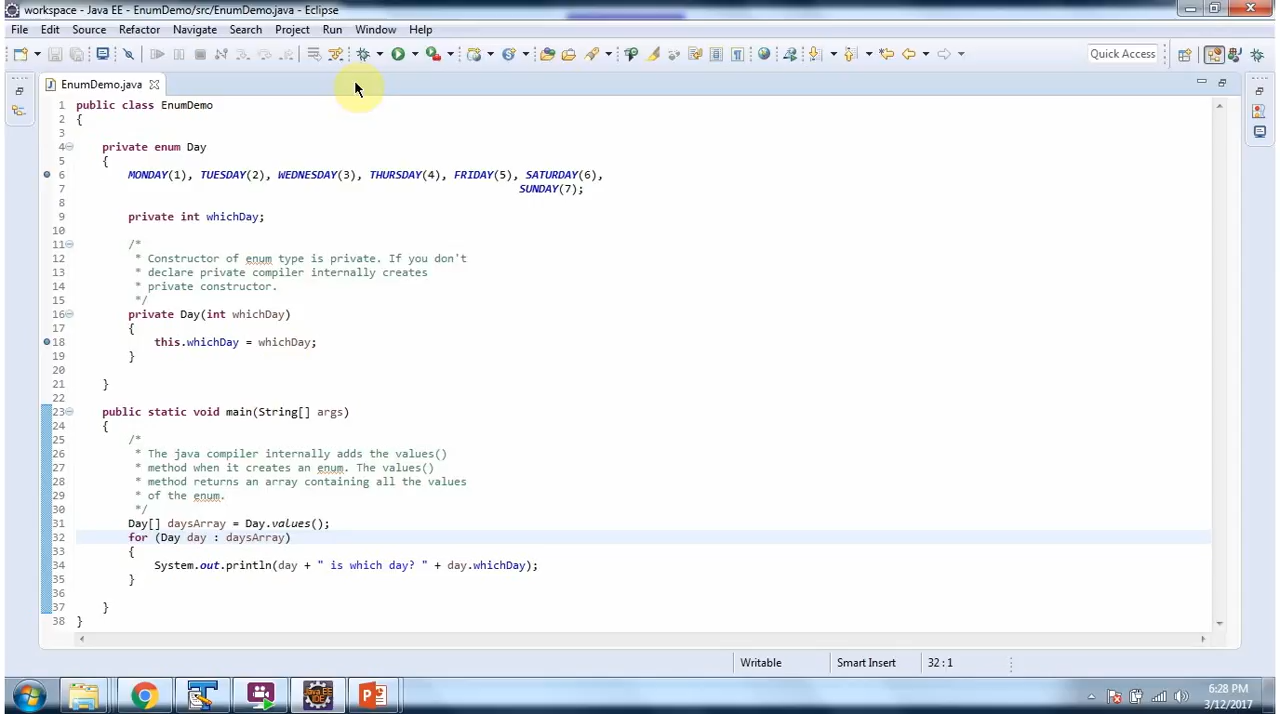 workspace - Java EE - EnumDemo/src/EnumDemo.java - Eclipse
File Edit Source Refactor Navigate Search Project Run Window Help
Quick Access
EnumDemo.java
1 public class EnumDemo
2 {
3
4 private enum Day
5 {
6 MONDAY(1), TUESDAY(2), WEDNESDAY(3), THURSDAY(4), FRIDAY(5), SATURDAY(6),
7 SUNDAY(7);
8
9 private int whichDay;
10
11 /*
12 * Constructor of enum type is private. If you don't
13 * declare private compiler internally creates
14 * private constructor.
15 */
16 private Day(int whichDay)
17 {
18 this.whichDay = whichDay;
19 }
20
21 }
22
23 public static void main(String[] args)
24 {
25 /*
26 * The java compiler internally adds the values()
27 * method when it creates an enum. The values()
28 * method returns an array containing all the values
29 * of the enum.
30 */
31 Day[] daysArray = Day.values();
32 for (Day day : daysArray)
33 {
34 System.out.println(day + " is which day? " + day.whichDay);
35 }
36
37 }
38 }
Writable Smart Insert 32 : 1
Java EE
IDE
6:28 PM
3/12/2017